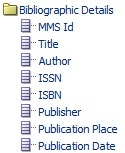 Bibliographic Details
MMS Id
Title
Author
ISSN
ISBN
Publisher
Publication Place
Publication Date